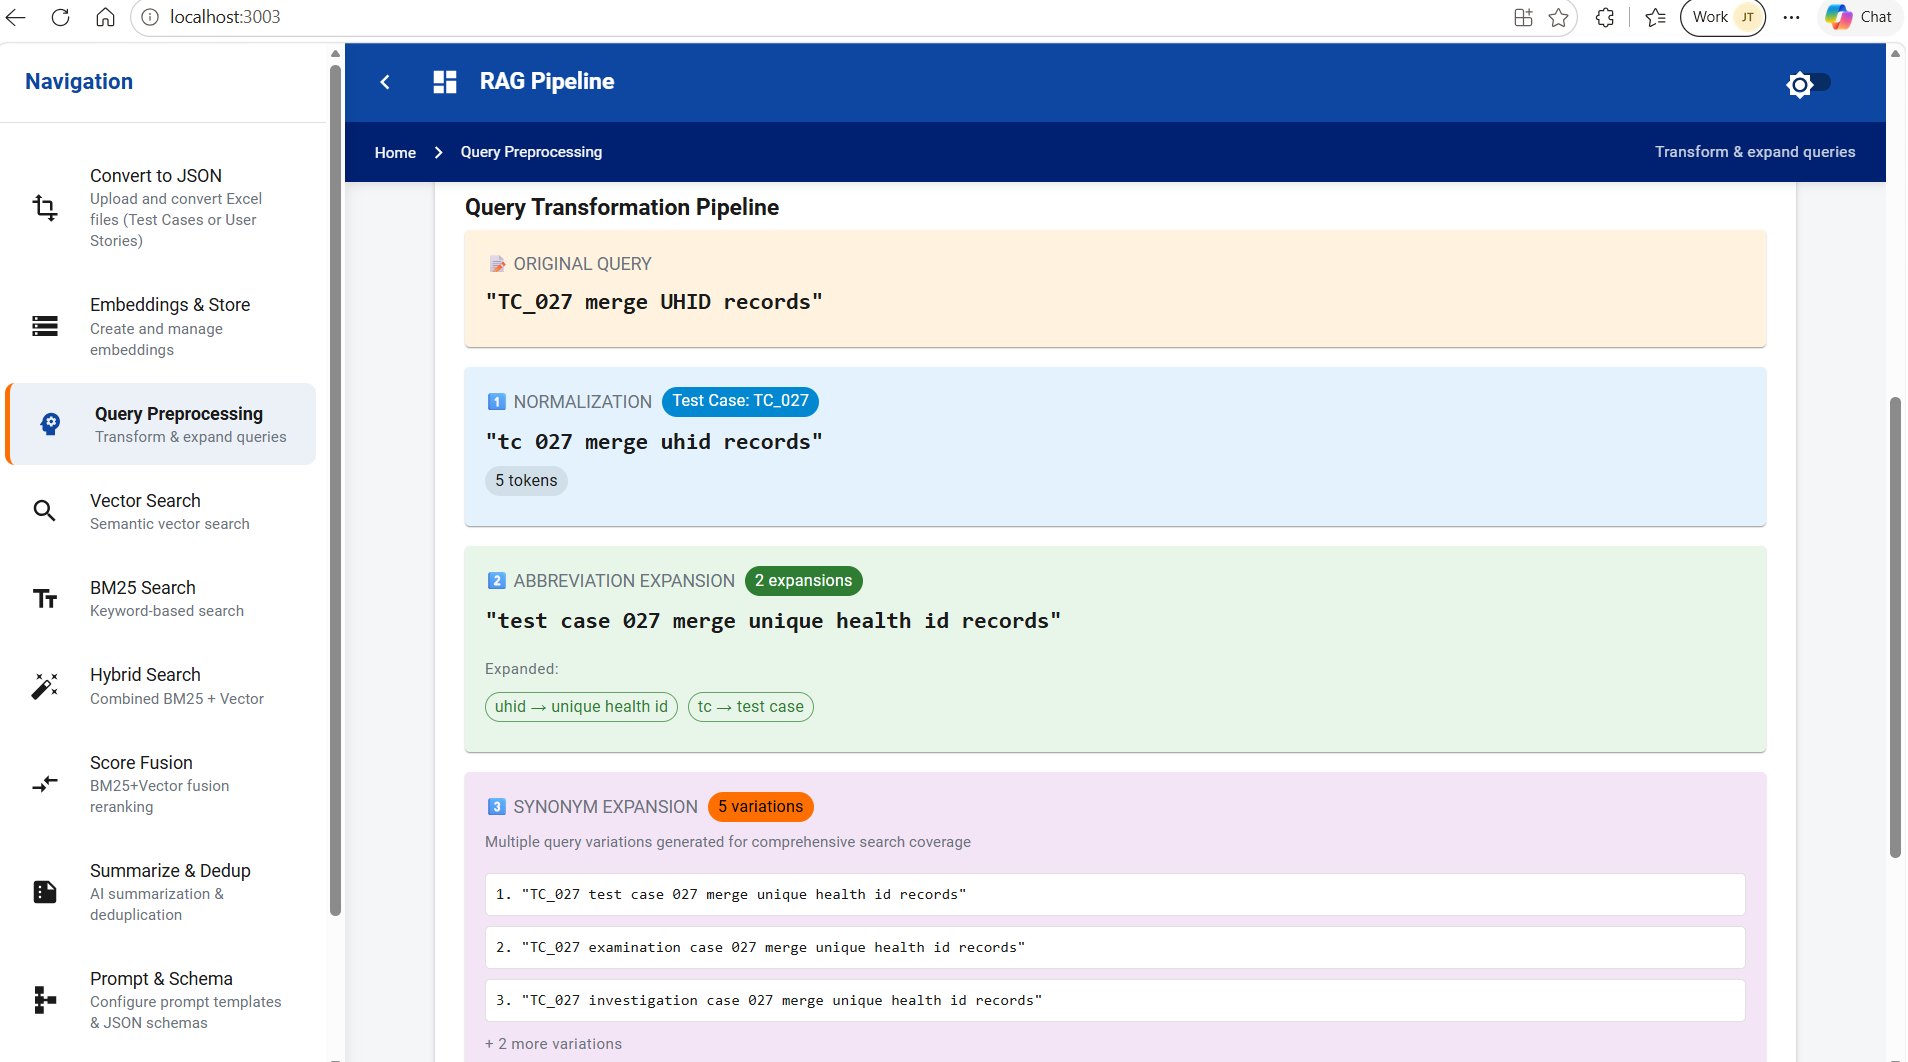 localhost:3003
Work JT
Chat
Navigation
Convert to JSON
Upload and convert Excel
files (Test Cases or User
Stories)
Embeddings & Store
Create and manage
embeddings
Query Preprocessing
Transform & expand queries
Vector Search
Semantic vector search
BM25 Search
Keyword-based search
Hybrid Search
Combined BM25 + Vector
Score Fusion
BM25+Vector fusion
reranking
Summarize & Dedup
AI summarization &
deduplication
Prompt & Schema
Configure prompt templates
& JSON schemas
RAG Pipeline
Home > Query Preprocessing
Transform & expand queries
Query Transformation Pipeline
📝 ORIGINAL QUERY
"TC_027 merge UHID records"
1 NORMALIZATION Test Case: TC_027
"tc 027 merge uhid records"
5 tokens
2 ABBREVIATION EXPANSION 2 expansions
"test case 027 merge unique health id records"
Expanded:
uhid → unique health id tc → test case
3 SYNONYM EXPANSION 5 variations
Multiple query variations generated for comprehensive search coverage
1. "TC_027 test case 027 merge unique health id records"
2. "TC_027 examination case 027 merge unique health id records"
3. "TC_027 investigation case 027 merge unique health id records"
+ 2 more variations